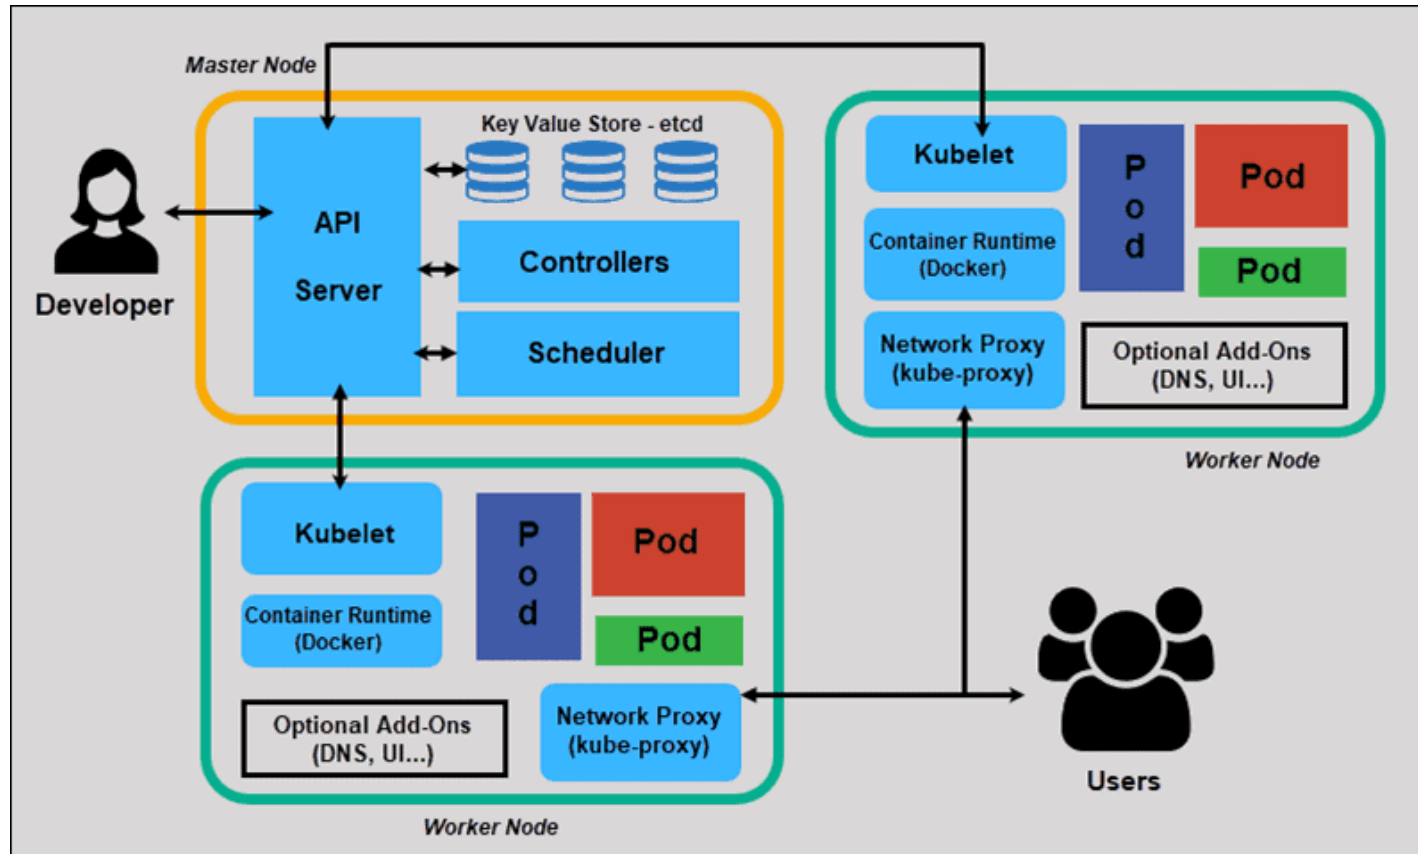 Master Node
Key Value Store - etcd
API
Server
Controllers
Scheduler
Developer
Kubelet
Container Runtime
(Docker)
Network Proxy
(kube-proxy)
P
o
d
Pod
Pod
Optional Add-Ons
(DNS, UI...)
Worker Node
Kubelet
Container Runtime
(Docker)
P
o
d
Pod
Pod
Optional Add-Ons
(DNS, UI...)
Network Proxy
(kube-proxy)
Worker Node
Users